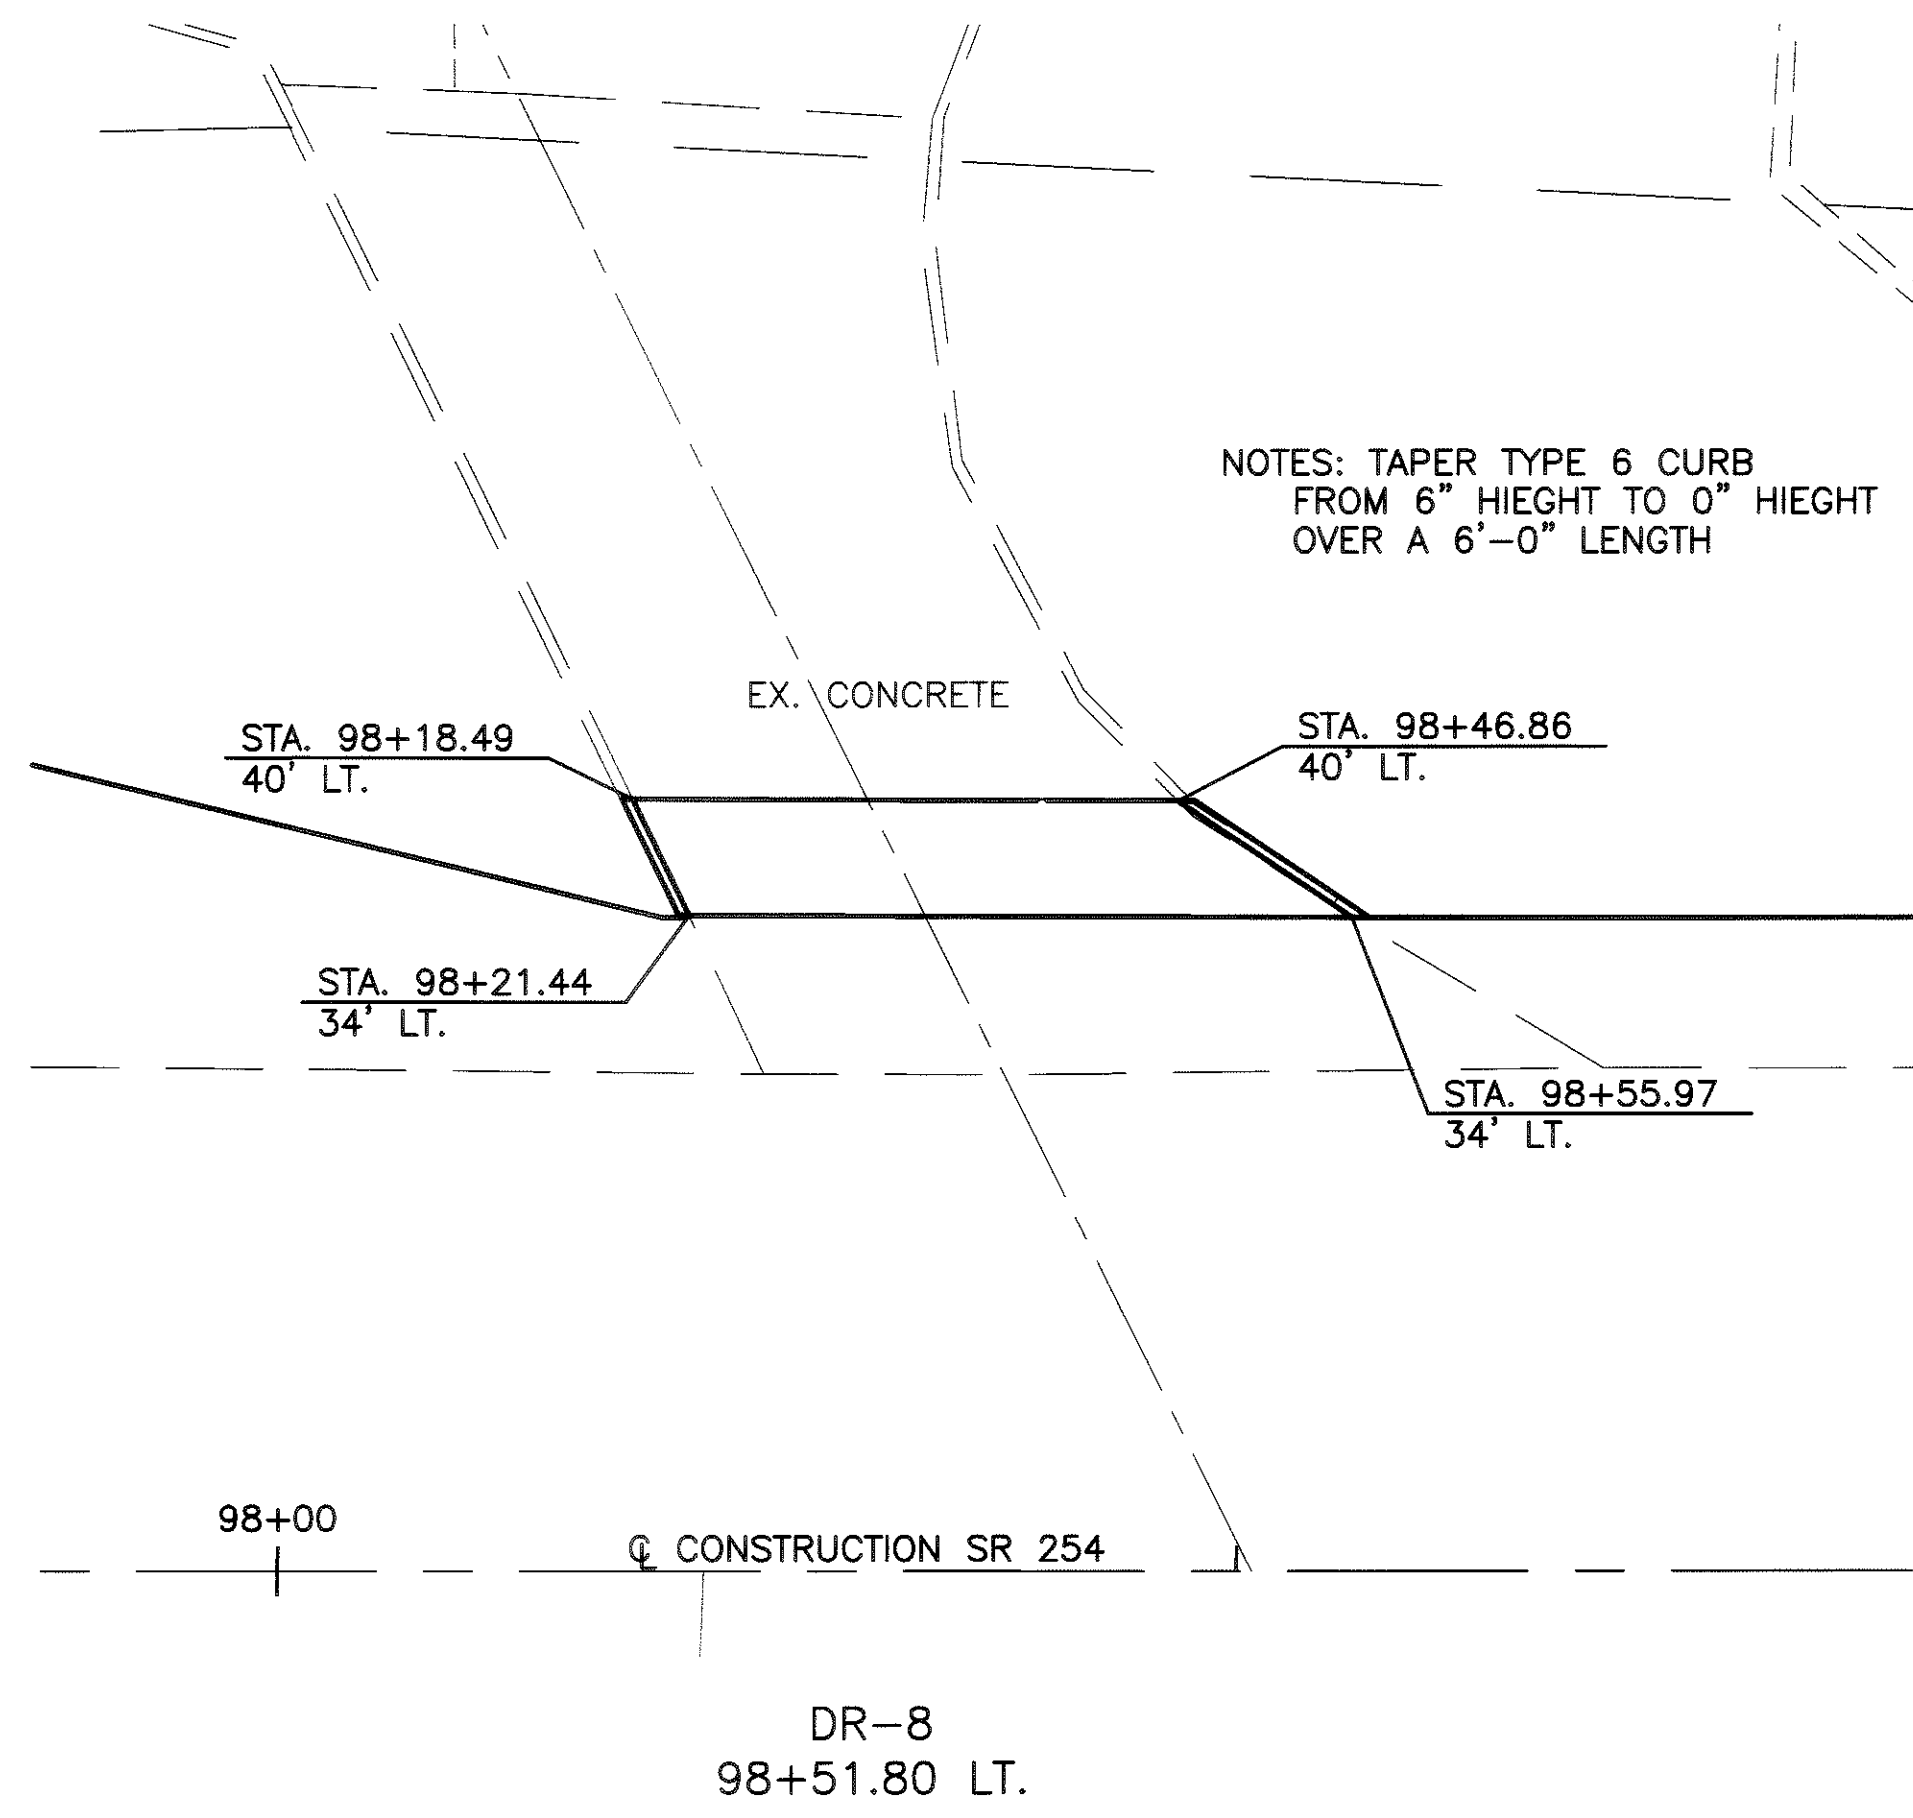 NOTES: TAPER TYPE 6 CURB
FROM 6" HIEGHT TO 0" HIEGHT
OVER A 6'-0" LENGTH
EX. CONCRETE
STA. 98+18.49
40' LT.
STA. 98+46.86
40' LT.
STA. 98+21.44
34' LT.
STA. 98+55.97
34' LT.
98+00
℄ CONSTRUCTION SR 254
DR-8
98+51.80 LT.